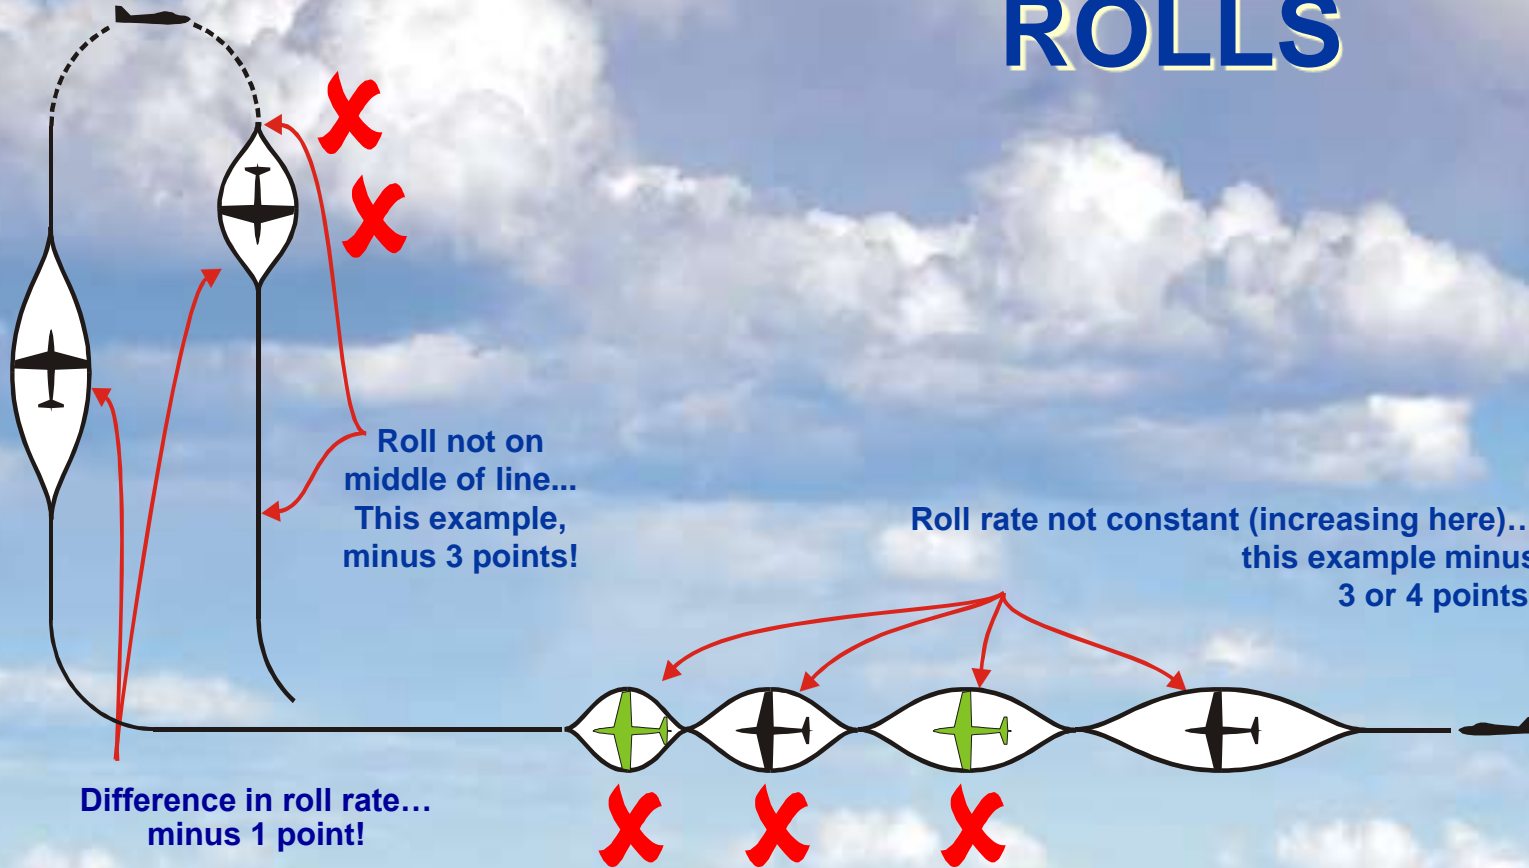 ROLLS
Roll not on
middle of line...
This example,
minus 3 points!
Roll rate not constant (increasing here)…
this example minus
3 or 4 points
Difference in roll rate…
minus 1 point!